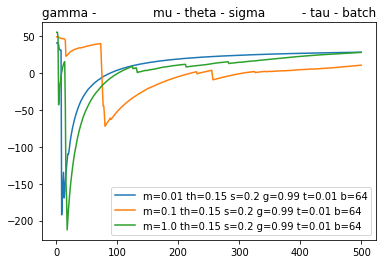 gamma - mu - theta - sigma - tau - batch
50
0
−50
−100
−150
−200
m=0.01 th=0.15 s=0.2 g=0.99 t=0.01 b=64
m=0.1 th=0.15 s=0.2 g=0.99 t=0.01 b=64
m=1.0 th=0.15 s=0.2 g=0.99 t=0.01 b=64
0 100 200 300 400 500